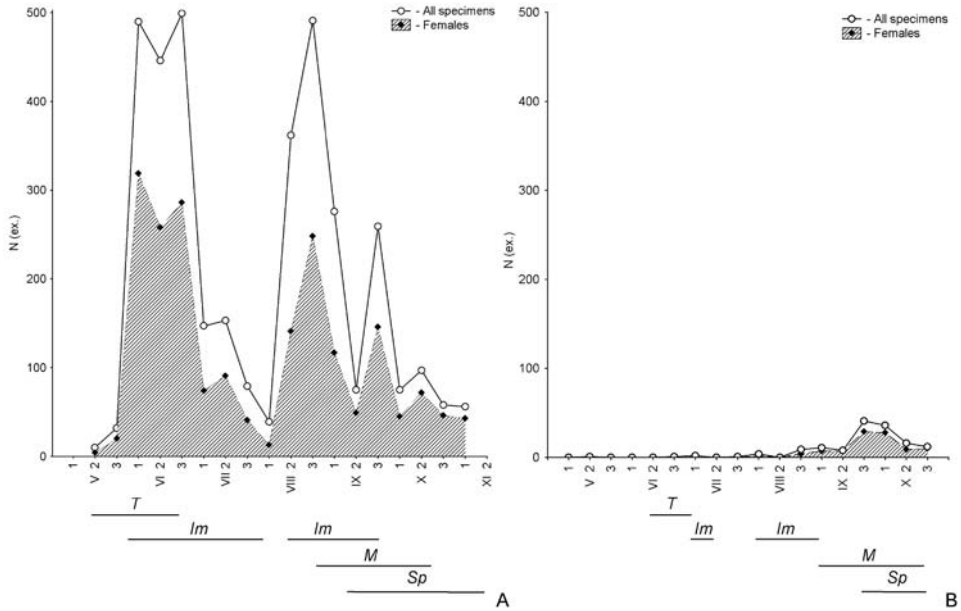 500
400
300
200
100
0
N (ex.)
- All specimens
- Females
1 2 3 1 2 3 1 2 3 1 2 3 1 2 3 1 2 3 1 2
V VI VII VIII IX X XI
T
Im Im
M
Sp
A
500
400
300
200
100
0
N (ex.)
- All specimens
- Females
1 2 3 1 2 3 1 2 3 1 2 3 1 2 3 1 2 3
V VI VII VIII IX X
T
Im Im
M
Sp
B